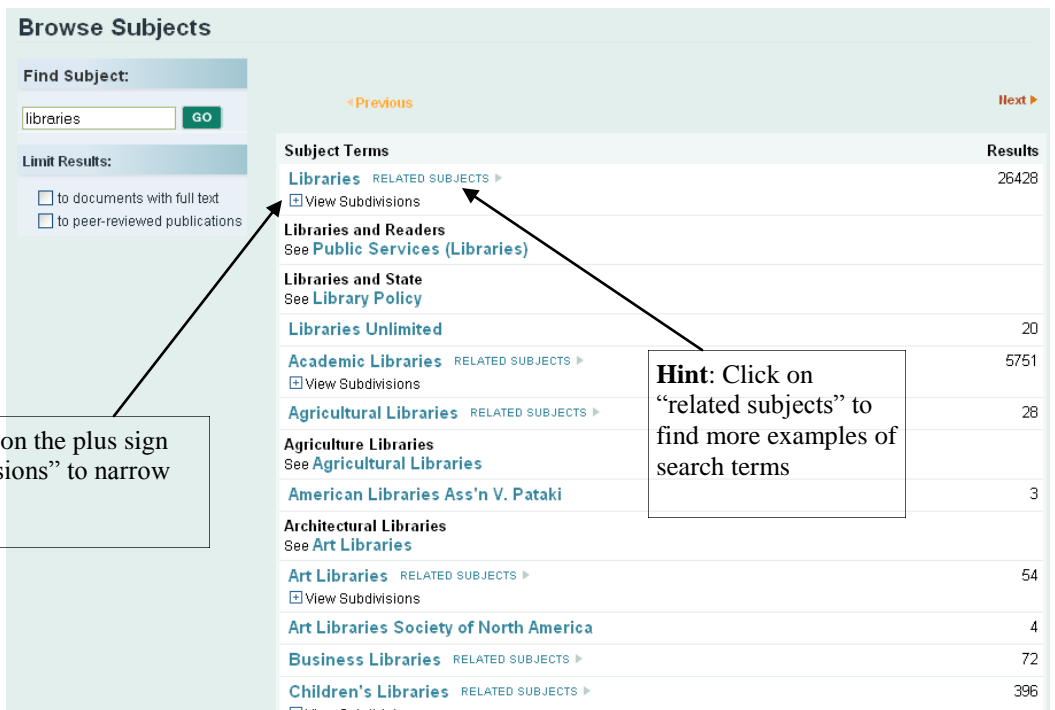 Browse Subjects
Find Subject:
libraries GO
Limit Results:
to documents with full text
to peer-reviewed publications
Previous Next
Subject Terms Results
Libraries RELATED SUBJECTS 26428
View Subdivisions
Libraries and Readers
See Public Services (Libraries)
Libraries and State
See Library Policy
Libraries Unlimited 20
Academic Libraries RELATED SUBJECTS 5751
View Subdivisions
Agricultural Libraries RELATED SUBJECTS 28
Agriculture Libraries
See Agricultural Libraries
American Libraries Ass'n V. Pataki 3
Architectural Libraries
See Art Libraries
Art Libraries RELATED SUBJECTS 54
View Subdivisions
Art Libraries Society of North America 4
Business Libraries RELATED SUBJECTS 72
Children's Libraries RELATED SUBJECTS 396
on the plus sign
sions” to narrow
Hint: Click on
“related subjects” to
find more examples of
search terms